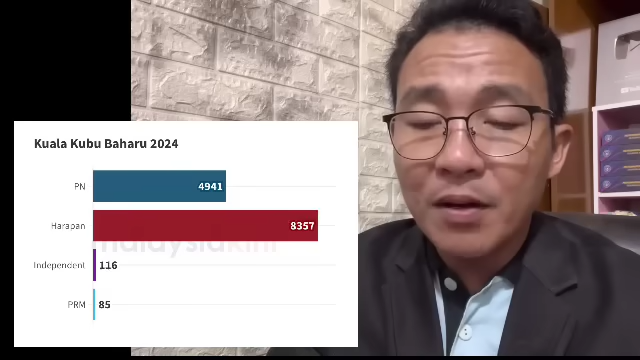 Kuala Kubu Baharu 2024
PN 4941
Harapan 8357
malaysiakini
Independent 116
PRM 85